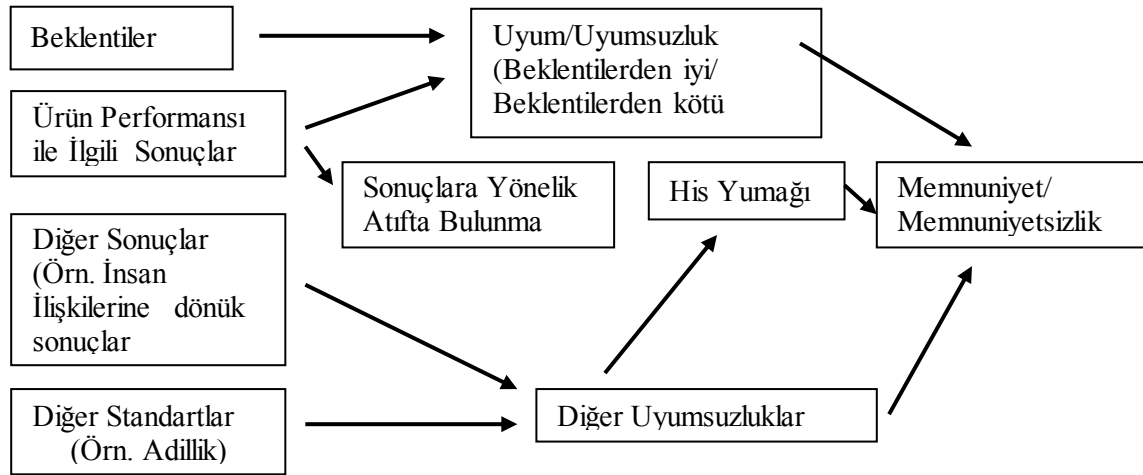 Beklentiler
Uyum/Uyumsuzluk
(Beklentilerden iyi/
Beklentilerden kötü
Ürün Performansı
ile İlgili Sonuçlar
Sonuçlara Yönelik
Atıfta Bulunma
His Yumağı
Memnuniyet/
Memnuniyetsizlik
Diğer Sonuçlar
(Örn. İnsan
İlişkilerine dönük
sonuçlar
Diğer Standartlar
(Örn. Adillik)
Diğer Uyumsuzluklar